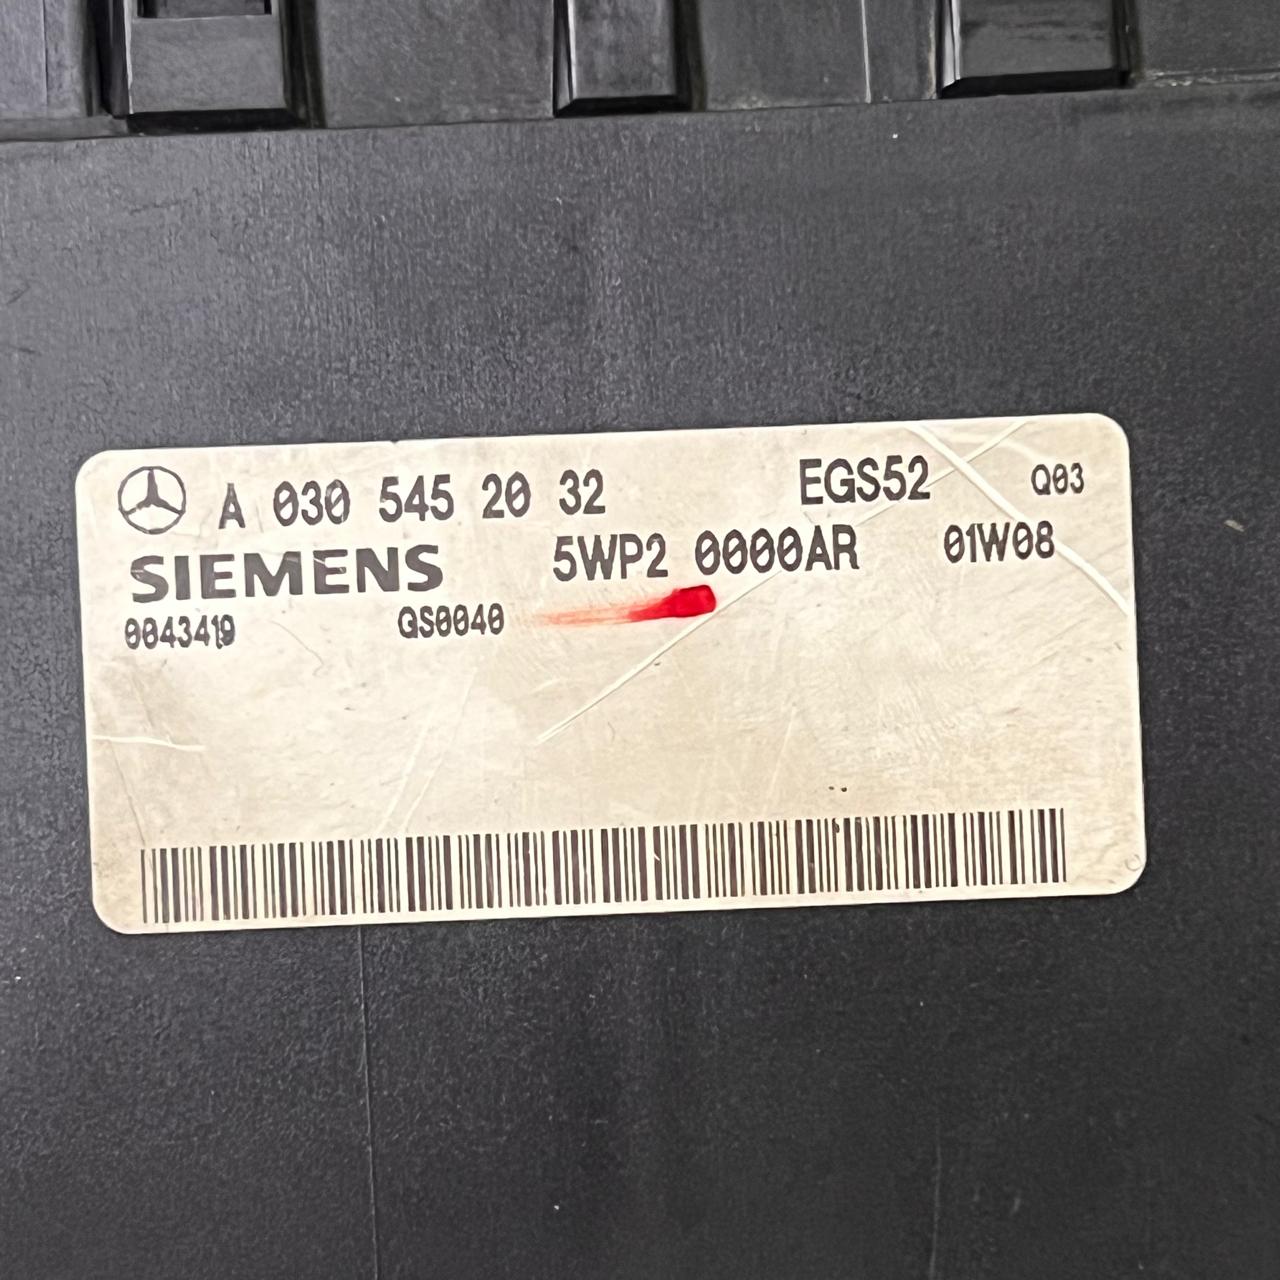 A 030 545 20 32 EGS52 Q03
SIEMENS 5WP2 0000AR 01W08
0043419 QS0040